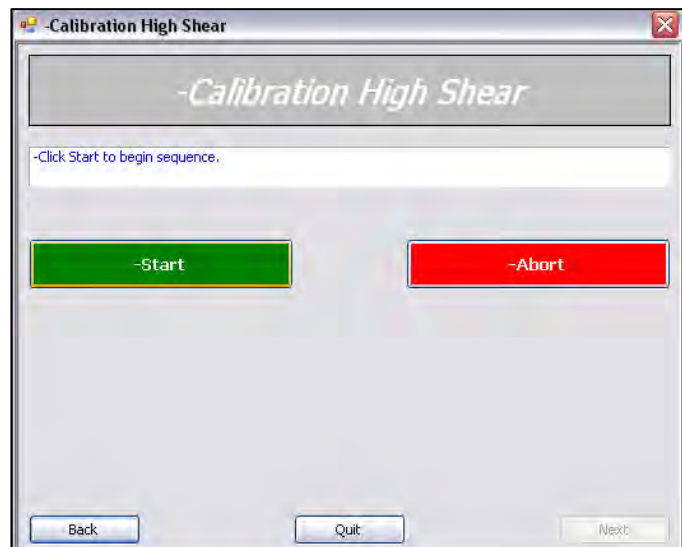 -Calibration High Shear
-Calibration High Shear
-Click Start to begin sequence.
-Start
-Abort
Back
Quit
Next